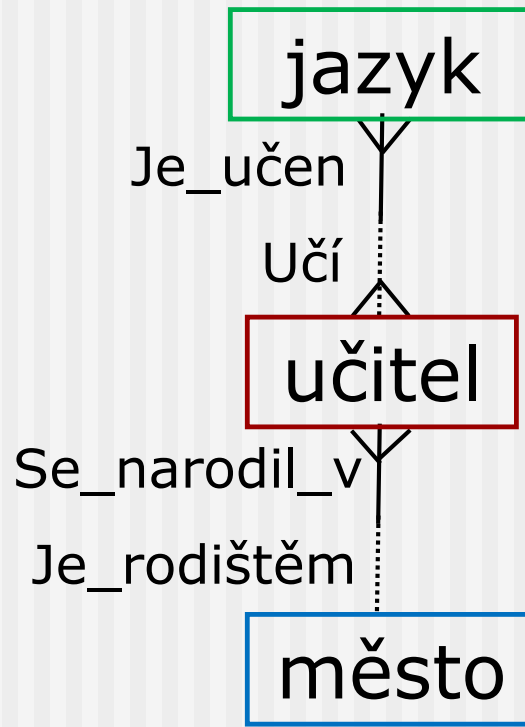 jazyk
Je_učen
Učí
učitel
Se_narodil_v
Je_rodištěm
město